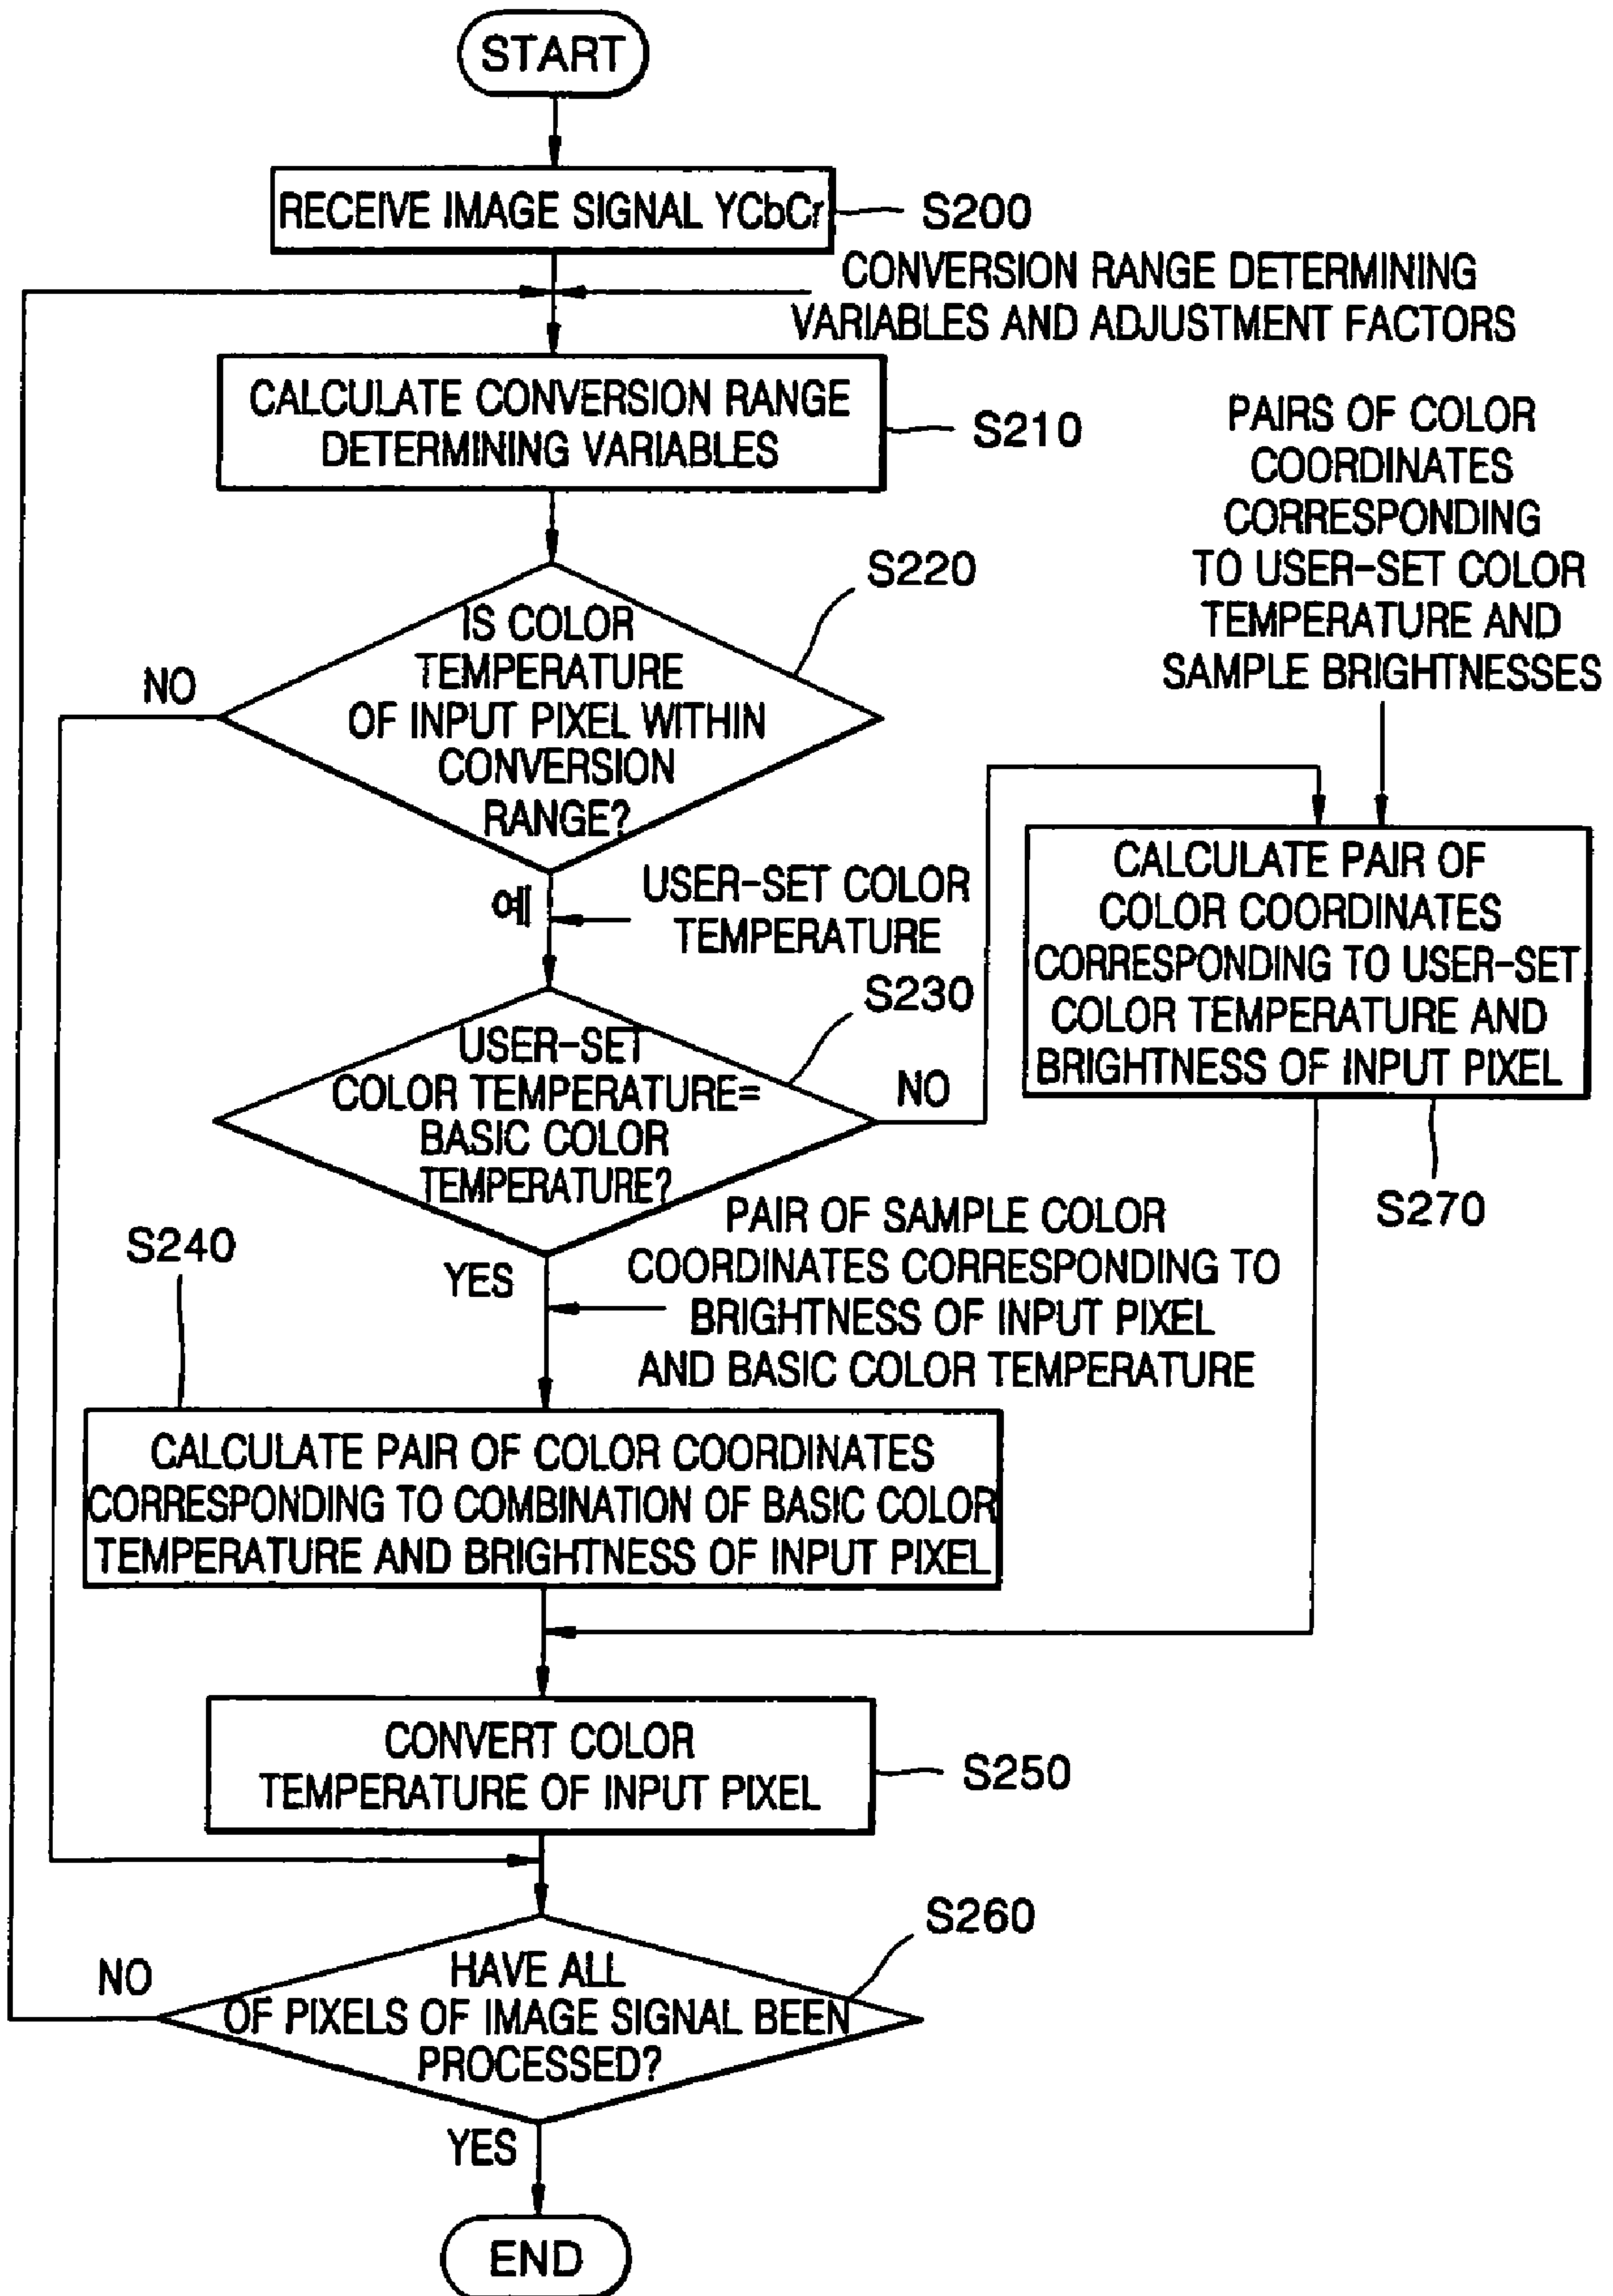 START
RECEIVE IMAGE SIGNAL YCbCr
S200
CONVERSION RANGE DETERMINING
VARIABLES AND ADJUSTMENT FACTORS
CALCULATE CONVERSION RANGE
DETERMINING VARIABLES
S210
PAIRS OF COLOR
COORDINATES
CORRESPONDING
TO USER-SET COLOR
TEMPERATURE AND
SAMPLE BRIGHTNESSES
S220
IS COLOR
TEMPERATURE
OF INPUT PIXEL WITHIN
CONVERSION
RANGE?
NO
예
USER-SET COLOR
TEMPERATURE
CALCULATE PAIR OF
COLOR COORDINATES
CORRESPONDING TO USER-SET
COLOR TEMPERATURE AND
BRIGHTNESS OF INPUT PIXEL
S270
S230
USER-SET
COLOR TEMPERATURE=
BASIC COLOR
TEMPERATURE?
NO
YES
PAIR OF SAMPLE COLOR
COORDINATES CORRESPONDING TO
BRIGHTNESS OF INPUT PIXEL
AND BASIC COLOR TEMPERATURE
S240
CALCULATE PAIR OF COLOR COORDINATES
CORRESPONDING TO COMBINATION OF BASIC COLOR
TEMPERATURE AND BRIGHTNESS OF INPUT PIXEL
CONVERT COLOR
TEMPERATURE OF INPUT PIXEL
S250
S260
HAVE ALL
OF PIXELS OF IMAGE SIGNAL BEEN
PROCESSED?
NO
YES
END